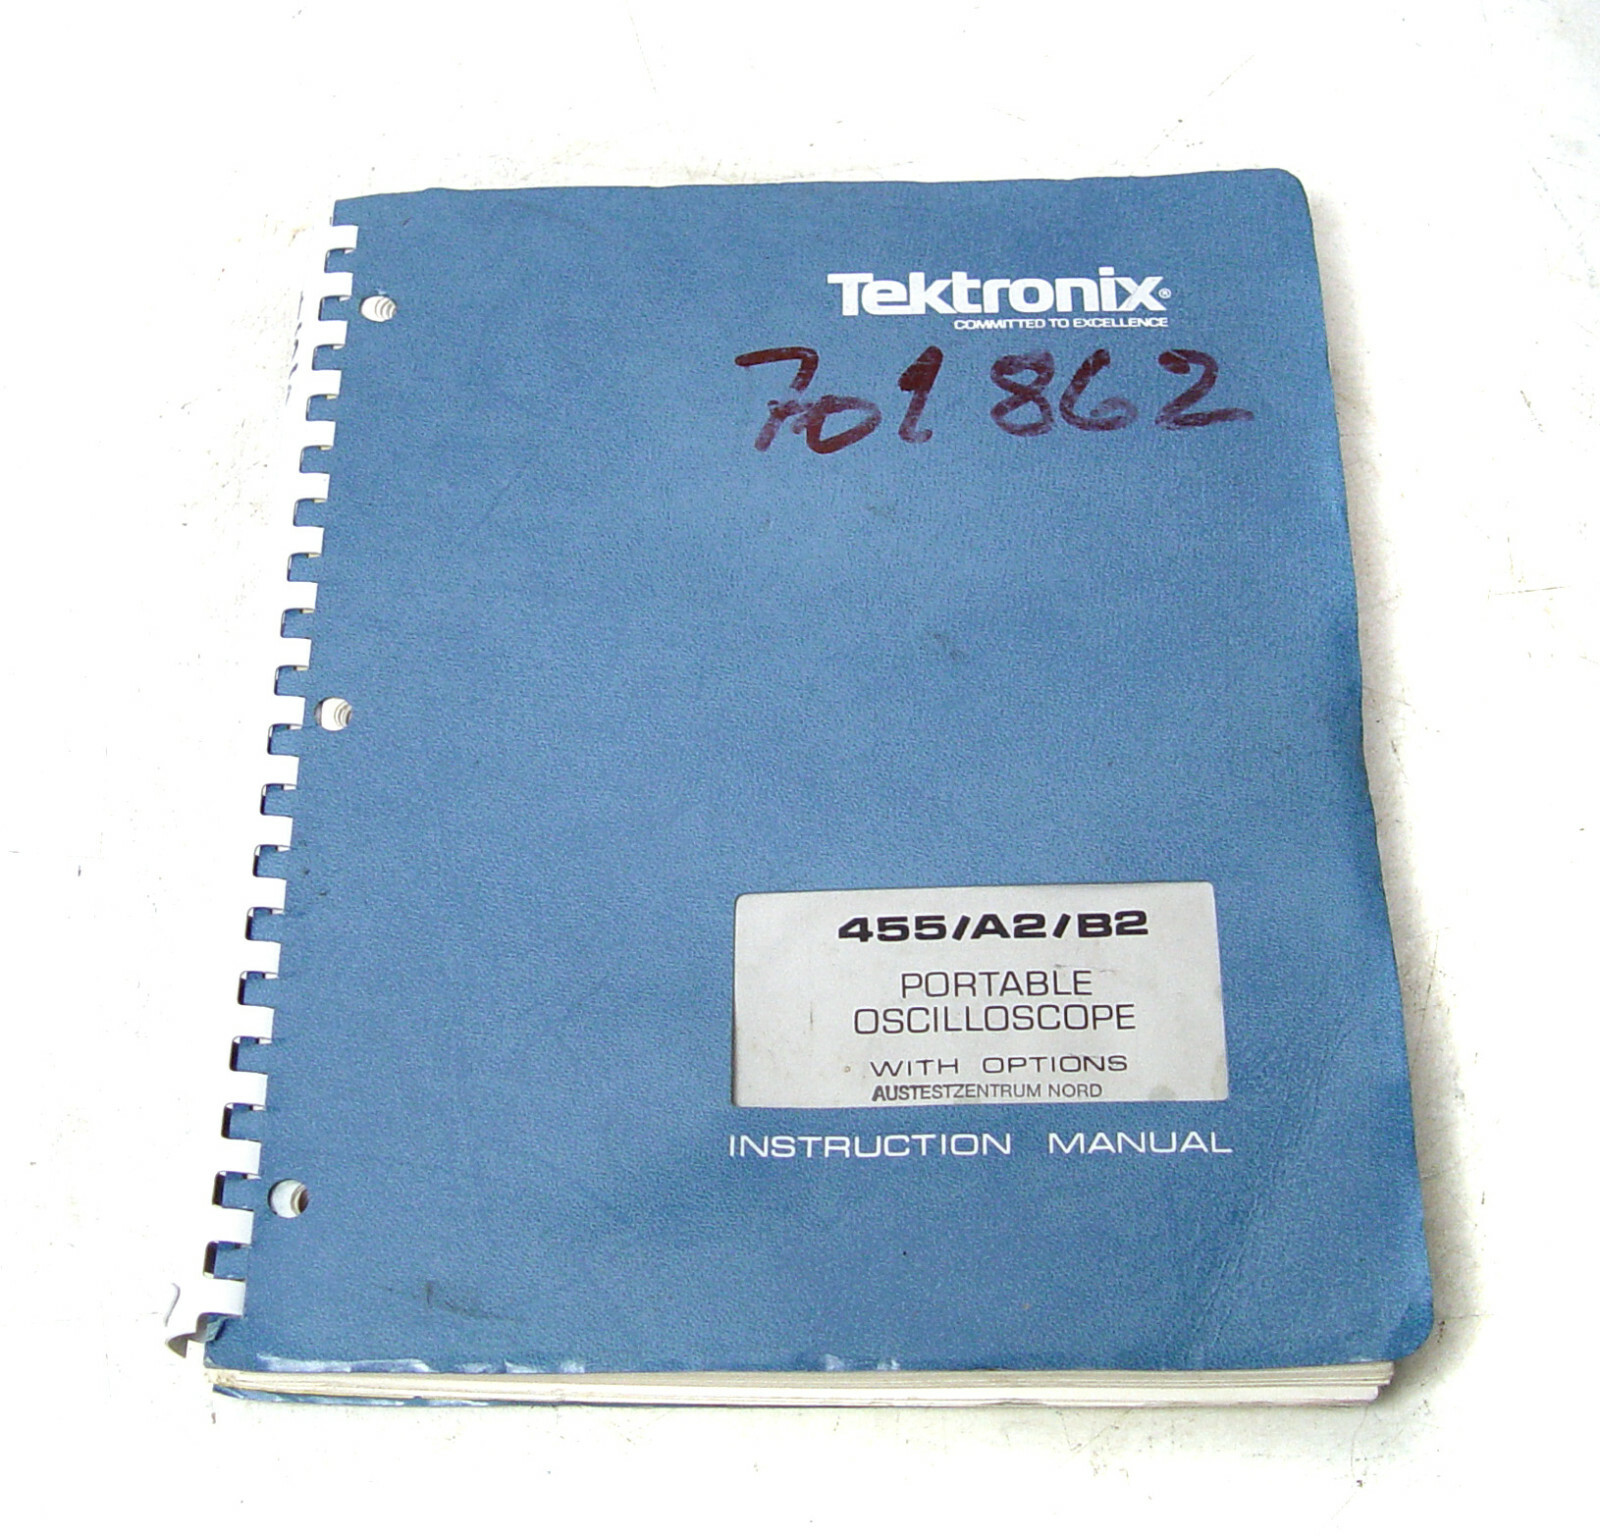 Tektronix®
COMMITTED TO EXCELLENCE
701862
455/A2/B2
PORTABLE
OSCILLOSCOPE
WITH OPTIONS
AUSTESTZENTRUM NORD
INSTRUCTION MANUAL